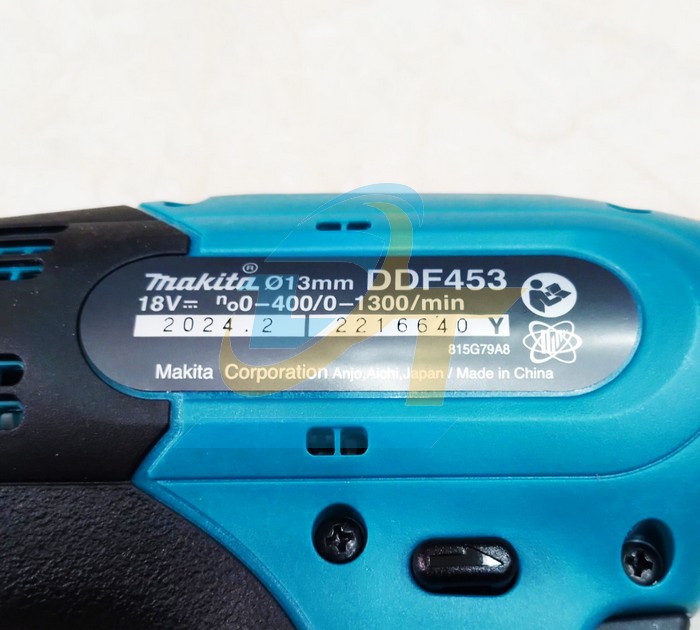 makita® Ø13mm DDF453
18V⎓ n₀0-400/0-1300/min
2024.2 2216640 Y
815G79A8
Makita Corporation Anjo,Aichi,Japan / Made in China